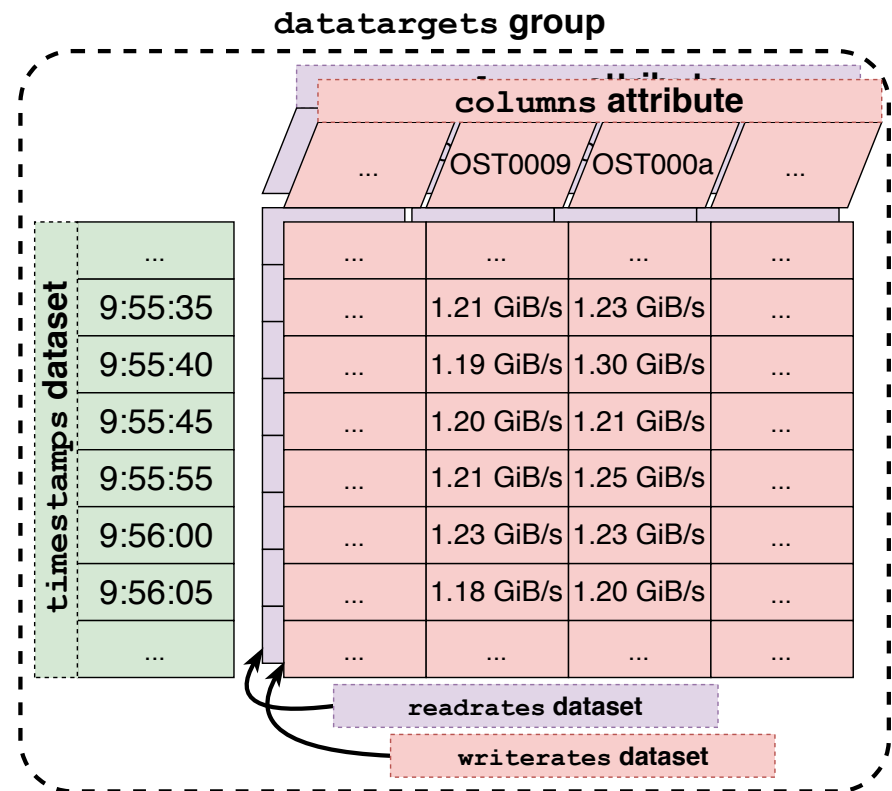 datatargets group
columns attribute
... OST0009 OST000a ...
... ... ... ... ...
9:55:35 ... 1.21 GiB/s 1.23 GiB/s ...
9:55:40 ... 1.19 GiB/s 1.30 GiB/s ...
9:55:45 ... 1.20 GiB/s 1.21 GiB/s ...
9:55:55 ... 1.21 GiB/s 1.25 GiB/s ...
9:56:00 ... 1.23 GiB/s 1.23 GiB/s ...
9:56:05 ... 1.18 GiB/s 1.20 GiB/s ...
... ... ... ... ...
timestamps dataset
readrates dataset
writerates dataset